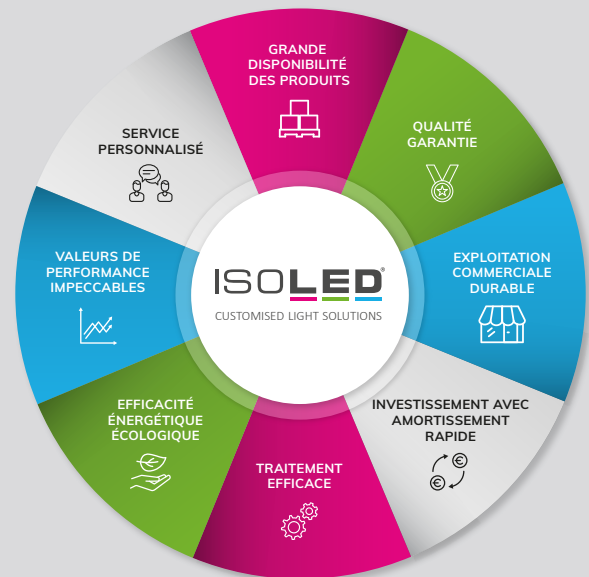 GRANDE
DISPONIBILITÉ
DES PRODUITS
QUALITÉ
GARANTIE
EXPLOITATION
COMMERCIALE
DURABLE
INVESTISSEMENT AVEC
AMORTISSEMENT
RAPIDE
TRAITEMENT
EFFICACE
EFFICACITÉ
ÉNERGÉTIQUE
ÉCOLOGIQUE
VALEURS DE
PERFORMANCE
IMPECCABLES
SERVICE
PERSONNALISÉ
ISOLED®
CUSTOMISED LIGHT SOLUTIONS